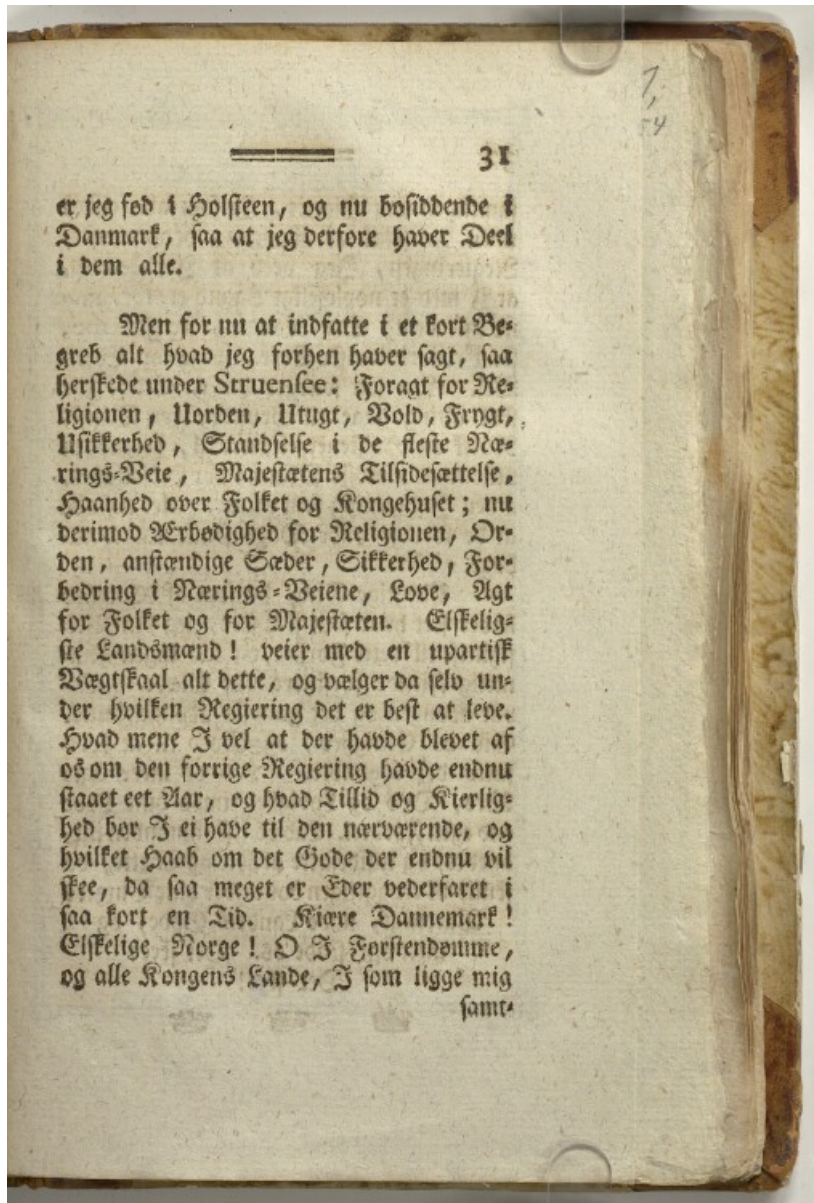 7,
54
31
er jeg fød i Holsteen, og nu bosiddende i
Danmark, saa at jeg derfore haver Deel
i dem alle.
Men for nu at indfatte i et kort Be-
greb alt hvad jeg forhen haver sagt, saa
herskede under Struensee: Foragt for Re-
ligionen, Uorden, Utugt, Vold, Frygt,
Usikkerhed, Standselse i de fleste Næ-
rings-Veie, Majestætens Tilsidesættelse,
Haanhed over Folket og Kongehuset; nu
derimod Ærbødighed for Religionen, Or-
den, anstændige Sæder, Sikkerhed, For-
bedring i Nærings-Veiene, Love, Agt
for Folket og for Majestæten. Elskelig-
ste Landsmænd! veier med en upartisk
Vægtskaal alt dette, og vælger da selv un-
der hvilken Regiering det er best at leve.
Hvad mene I vel at der havde blevet af
os om den forrige Regiering havde endnu
staaet eet Aar, og hvad Tillid og Kierlig-
hed bør I ei have til den nærværende, og
hvilket Haab om det Gode der endnu vil
skee, da saa meget er Eder vederfaret i
saa kort en Tid. Kiære Dannemark!
Elskelige Norge! O I Førstendømme,
og alle Kongens Lande, I som ligge mig
samt-